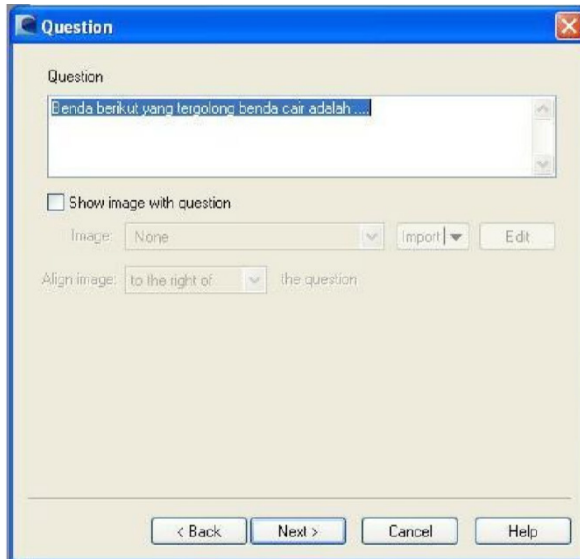 Question
Question
Benda berikut yang tergolong benda cair adalah ....
Show image with question
Image: None Import Edit
Align image: to the right of the question
< Back Next > Cancel Help